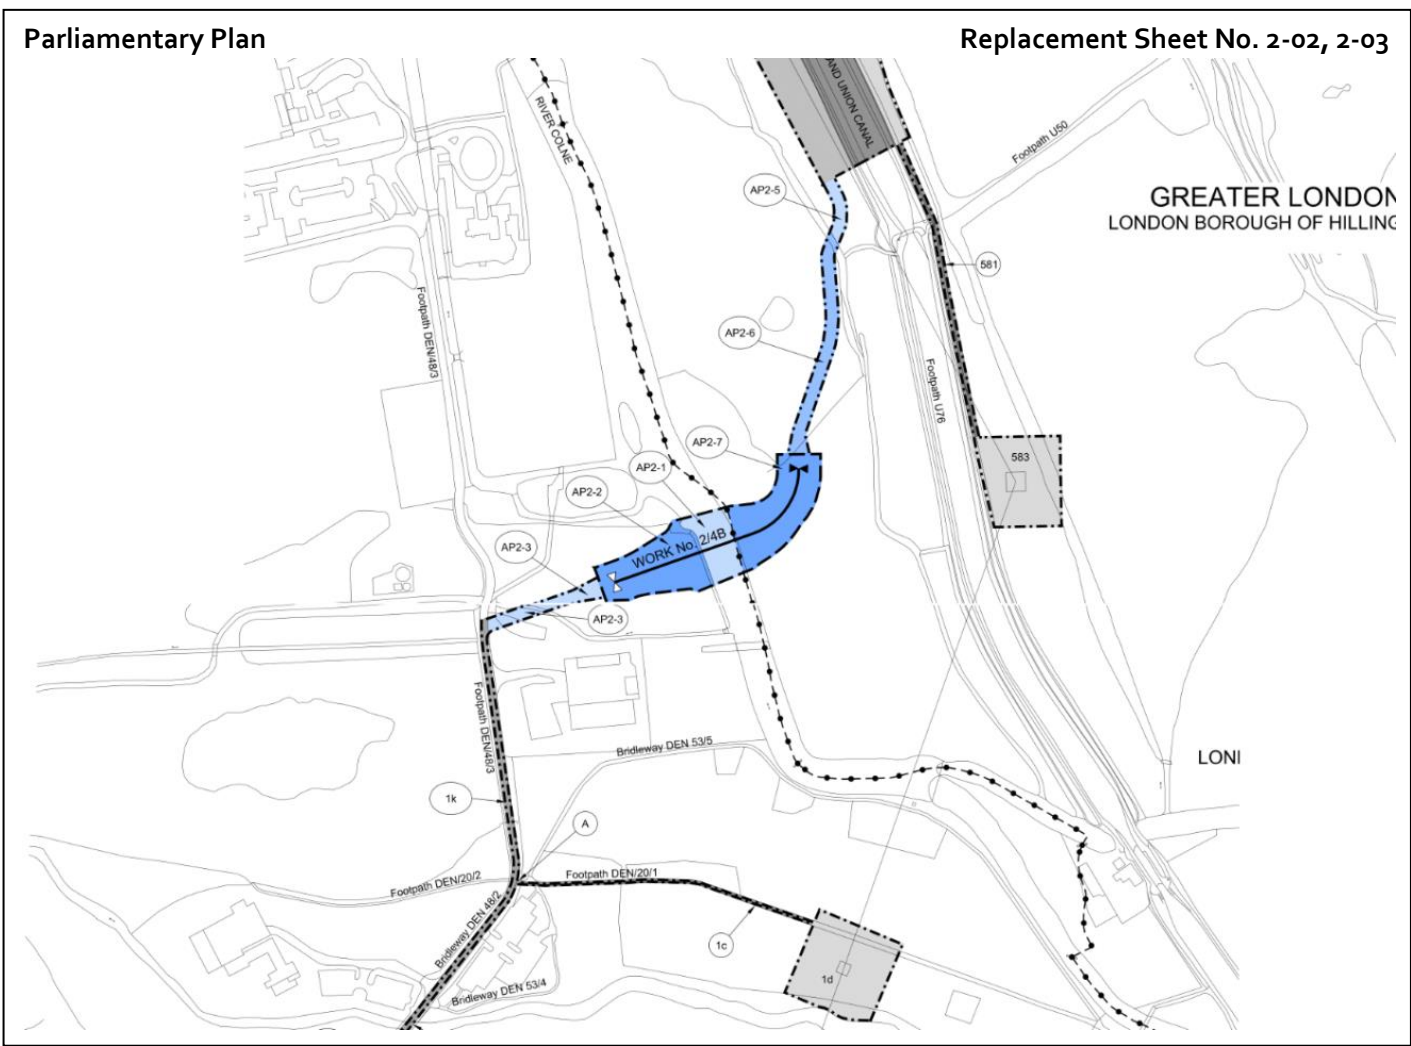 Parliamentary Plan
Replacement Sheet No. 2-02, 2-03
AND UNION CANAL
RIVER COLNE
Footpath U50
AP2-5
GREATER LONDON
LONDON BOROUGH OF HILLING
581
Footpath DEN/48/3
AP2-6
Footpath U76
AP2-7
583
AP2-1
AP2-2
WORK No. 2/4B
AP2-3
AP2-3
Footpath DEN/48/3
Bridleway DEN 53/5
LONI
1k
A
Footpath DEN/20/2
Footpath DEN/20/1
Bridleway DEN 48/2
1c
1d
Bridleway DEN 53/4